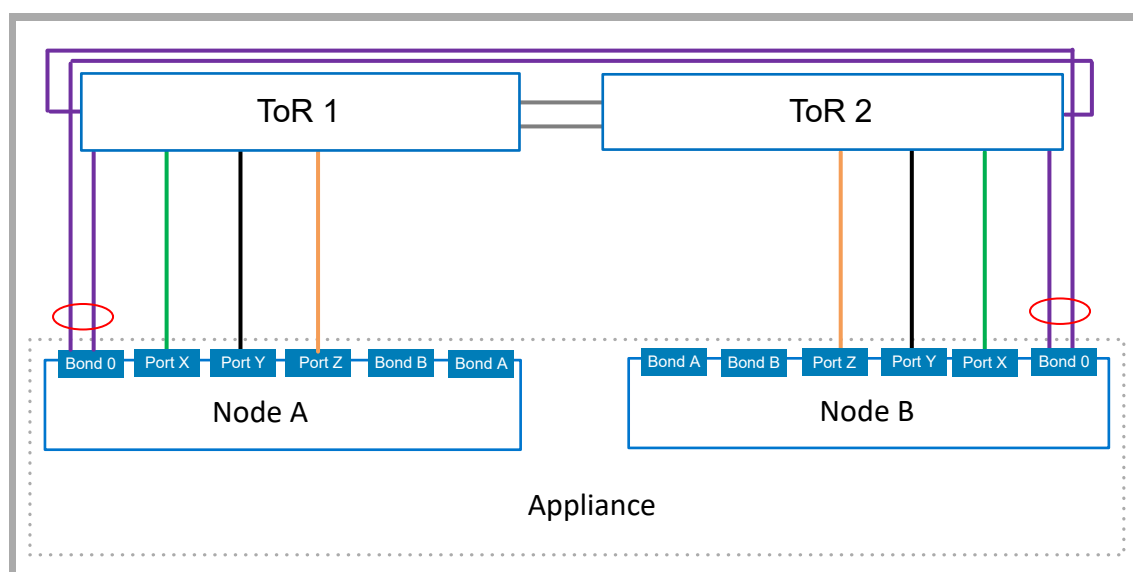 ToR 1
ToR 2
Bond 0
Port X
Port Y
Port Z
Bond B
Bond A
Bond A
Bond B
Port Z
Port Y
Port X
Bond 0
Node A
Node B
Appliance